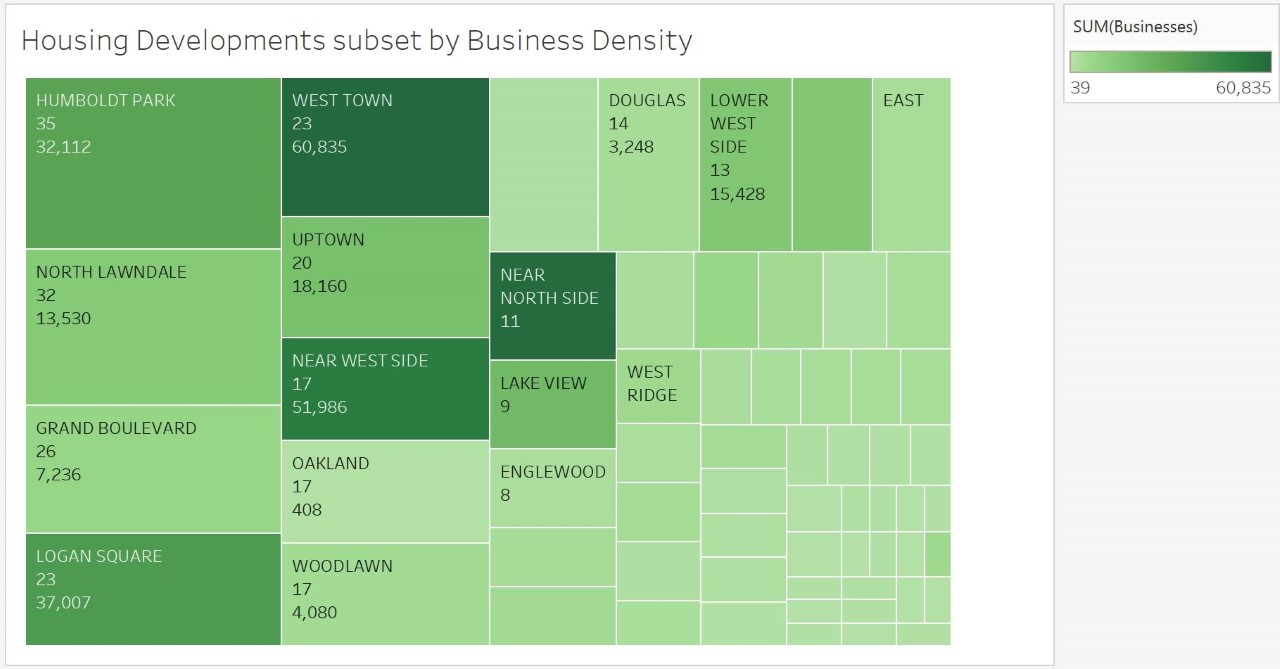 Housing Developments subset by Business Density
SUM(Businesses)
39
60,835
HUMBOLDT PARK
35
32,112
NORTH LAWNDALE
32
13,530
GRAND BOULEVARD
26
7,236
LOGAN SQUARE
23
37,007
WEST TOWN
23
60,835
UPTOWN
20
18,160
NEAR WEST SIDE
17
51,986
OAKLAND
17
408
WOODLAWN
17
4,080
DOUGLAS
14
3,248
LOWER
WEST
SIDE
13
15,428
EAST
NEAR
NORTH SIDE
11
LAKE VIEW
9
ENGLEWOOD
8
WEST
RIDGE